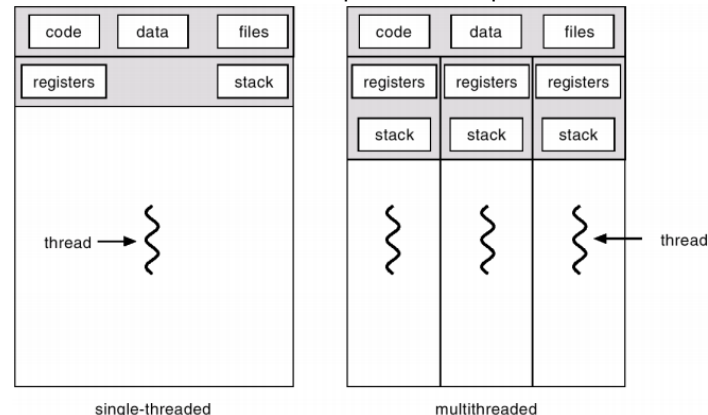 code data files
registers stack
thread
single-threaded
code data files
registers registers registers
stack stack stack
thread
multithreaded